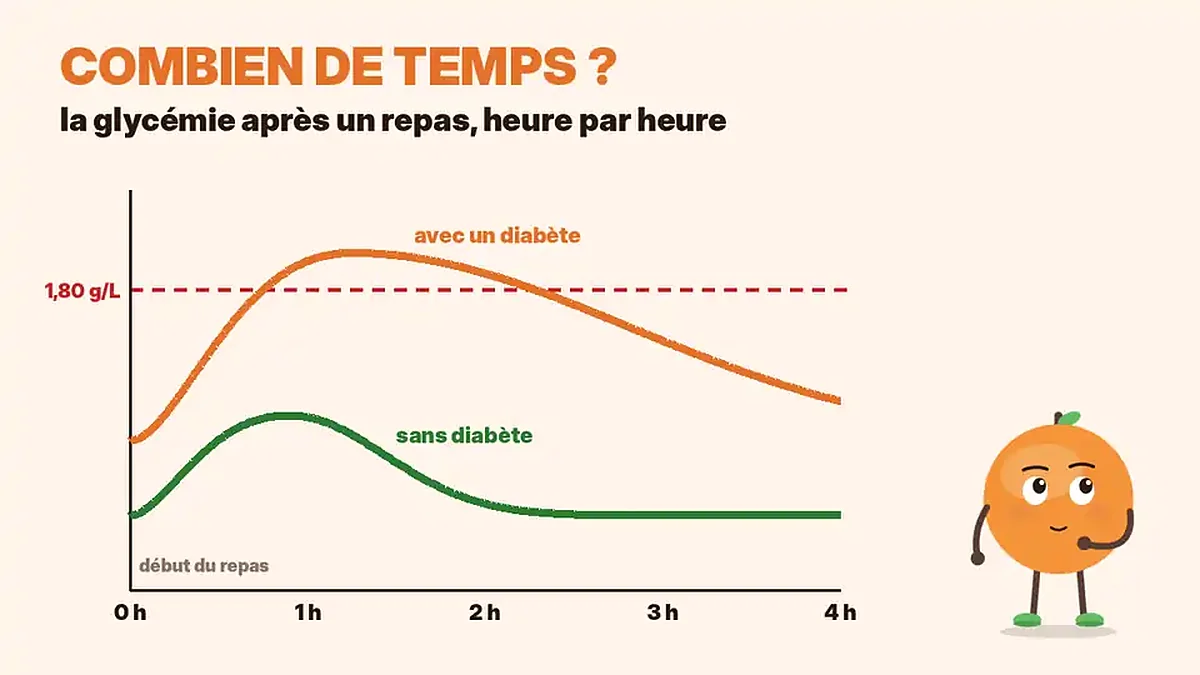 COMBIEN DE TEMPS ?
la glycémie après un repas, heure par heure
avec un diabète
1,80 g/L
sans diabète
début du repas
0 h 1 h 2 h 3 h 4 h